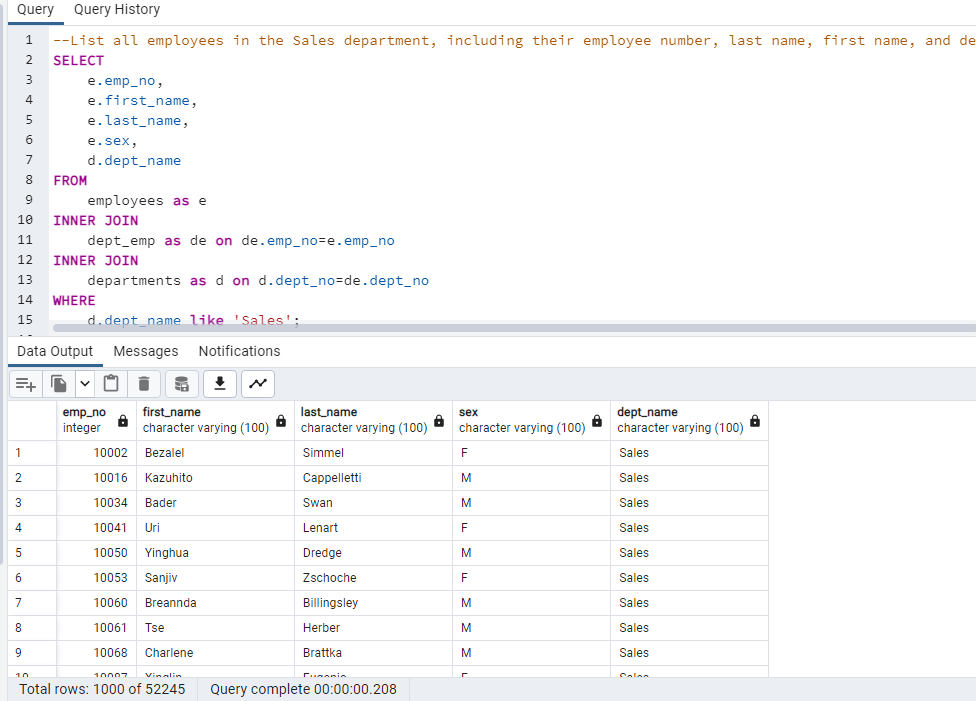 Query Query History
1 --List all employees in the Sales department, including their employee number, last name, first name, and de
2 SELECT
3 e.emp_no,
4 e.first_name,
5 e.last_name,
6 e.sex,
7 d.dept_name
8 FROM
9 employees as e
10 INNER JOIN
11 dept_emp as de on de.emp_no=e.emp_no
12 INNER JOIN
13 departments as d on d.dept_no=de.dept_no
14 WHERE
15 d.dept_name like 'Sales';
Data Output Messages Notifications
emp_no first_name last_name sex dept_name
integer character varying (100) character varying (100) character varying (100) character varying (100)
1 10002 Bezalel Simmel F Sales
2 10016 Kazuhito Cappelletti M Sales
3 10034 Bader Swan M Sales
4 10041 Uri Lenart F Sales
5 10050 Yinghua Dredge M Sales
6 10053 Sanjiv Zschoche F Sales
7 10060 Breannda Billingsley M Sales
8 10061 Tse Herber M Sales
9 10068 Charlene Brattka M Sales
10 10087 Xinglin Eugenio F Sales
Total rows: 1000 of 52245 Query complete 00:00:00.208